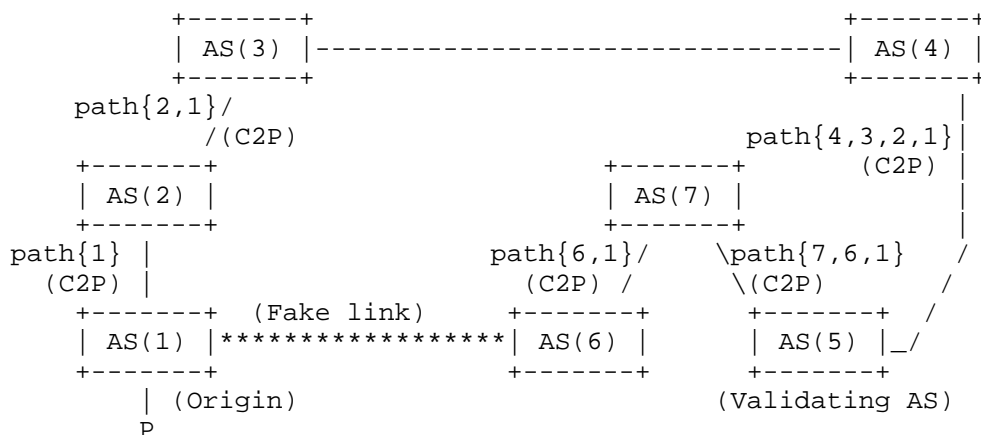 AS(3) AS(4)
path{2,1}
(C2P) path{4,3,2,1}
(C2P)
AS(2) AS(7)
path{1} path{6,1} path{7,6,1}
(C2P) (C2P) (C2P)
(Fake link)
AS(1) AS(6) AS(5)
(Origin) (Validating AS)
P